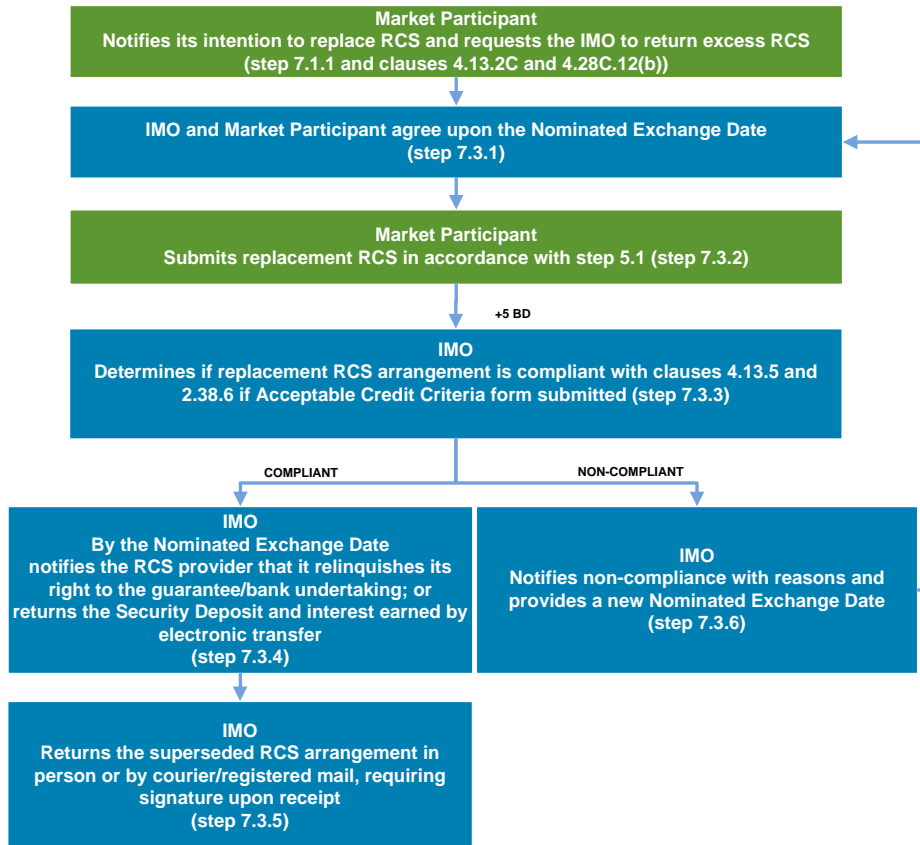 Market Participant
Notifies its intention to replace RCS and requests the IMO to return excess RCS
(step 7.1.1 and clauses 4.13.2C and 4.28C.12(b))
IMO and Market Participant agree upon the Nominated Exchange Date
(step 7.3.1)
Market Participant
Submits replacement RCS in accordance with step 5.1 (step 7.3.2)
+5 BD
IMO
Determines if replacement RCS arrangement is compliant with clauses 4.13.5 and
2.38.6 if Acceptable Credit Criteria form submitted (step 7.3.3)
COMPLIANT
NON-COMPLIANT
IMO
By the Nominated Exchange Date
notifies the RCS provider that it relinquishes its
right to the guarantee/bank undertaking; or
returns the Security Deposit and interest earned by
electronic transfer
(step 7.3.4)
IMO
Notifies non-compliance with reasons and
provides a new Nominated Exchange Date
(step 7.3.6)
IMO
Returns the superseded RCS arrangement in
person or by courier/registered mail, requiring
signature upon receipt
(step 7.3.5)